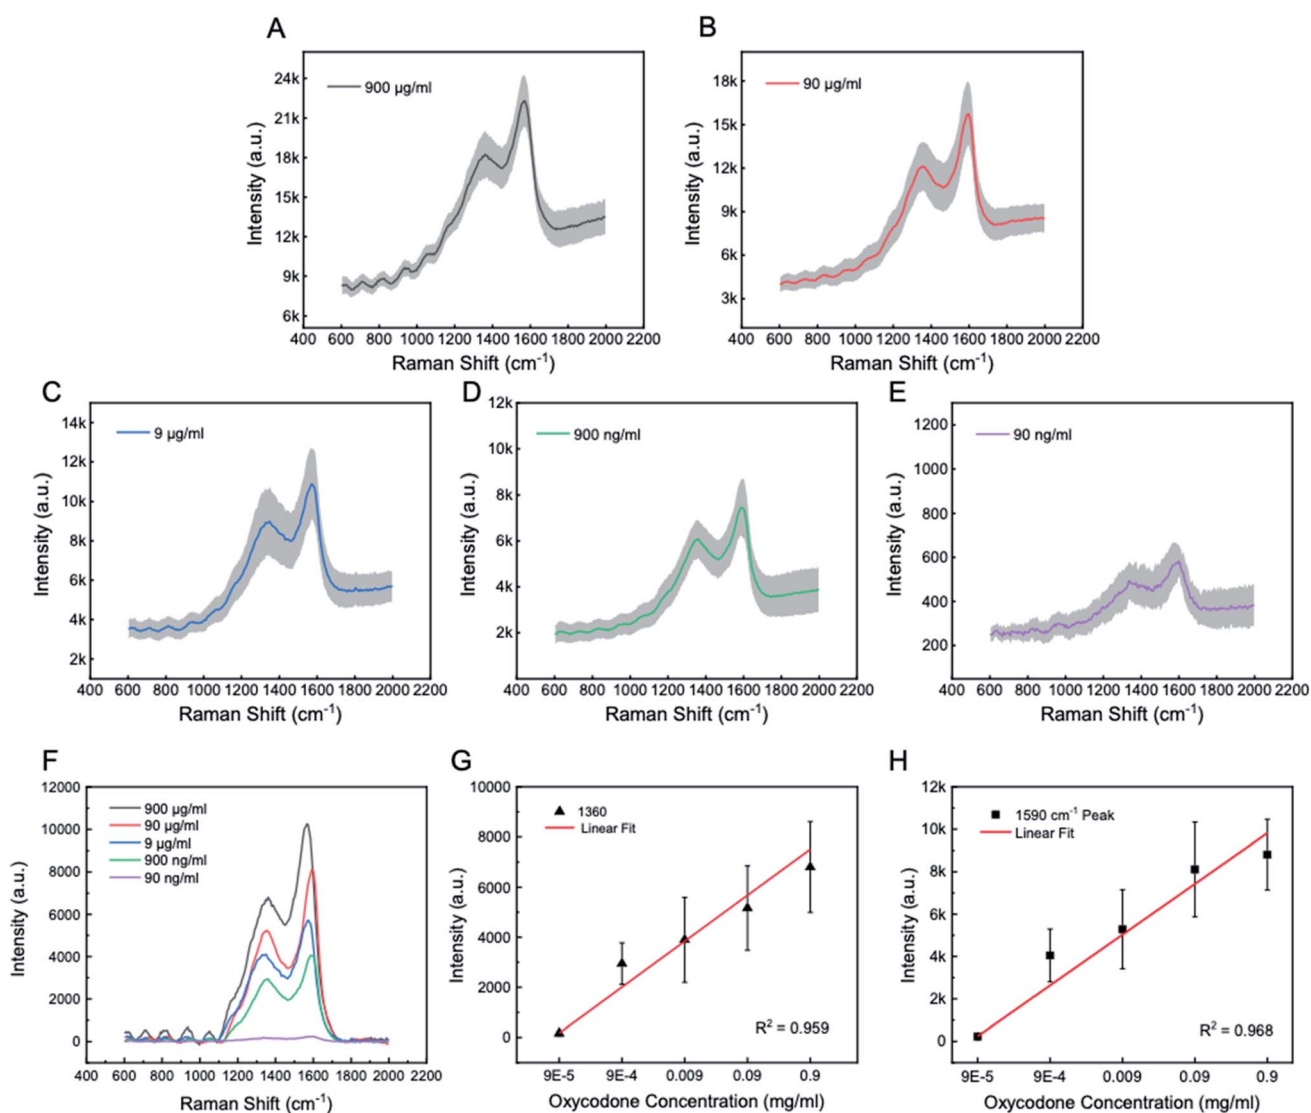 A
Intensity (a.u.)
24k
21k
18k
15k
12k
9k
6k
900 µg/ml
400 600 800 1000 1200 1400 1600 1800 2000 2200
Raman Shift (cm⁻¹)
B
Intensity (a.u.)
18k
15k
12k
9k
6k
3k
90 µg/ml
400 600 800 1000 1200 1400 1600 1800 2000 2200
Raman Shift (cm⁻¹)
C
Intensity (a.u.)
14k
12k
10k
8k
6k
4k
2k
9 µg/ml
400 600 800 1000 1200 1400 1600 1800 2000 2200
Raman Shift (cm⁻¹)
D
Intensity (a.u.)
12k
10k
8k
6k
4k
2k
900 ng/ml
400 600 800 1000 1200 1400 1600 1800 2000 2200
Raman Shift (cm⁻¹)
E
Intensity (a.u.)
1200
1000
800
600
400
200
90 ng/ml
400 600 800 1000 1200 1400 1600 1800 2000 2200
Raman Shift (cm⁻¹)
F
Intensity (a.u.)
12000
10000
8000
6000
4000
2000
0
900 µg/ml
90 µg/ml
9 µg/ml
900 ng/ml
90 ng/ml
400 600 800 1000 1200 1400 1600 1800 2000 2200
Raman Shift (cm⁻¹)
G
Intensity (a.u.)
10000
8000
6000
4000
2000
0
1360
Linear Fit
R² = 0.959
9E-5 9E-4 0.009 0.09 0.9
Oxycodone Concentration (mg/ml)
H
Intensity (a.u.)
12k
10k
8k
6k
4k
2k
0
1590 cm⁻¹ Peak
Linear Fit
R² = 0.968
9E-5 9E-4 0.009 0.09 0.9
Oxycodone Concentration (mg/ml)